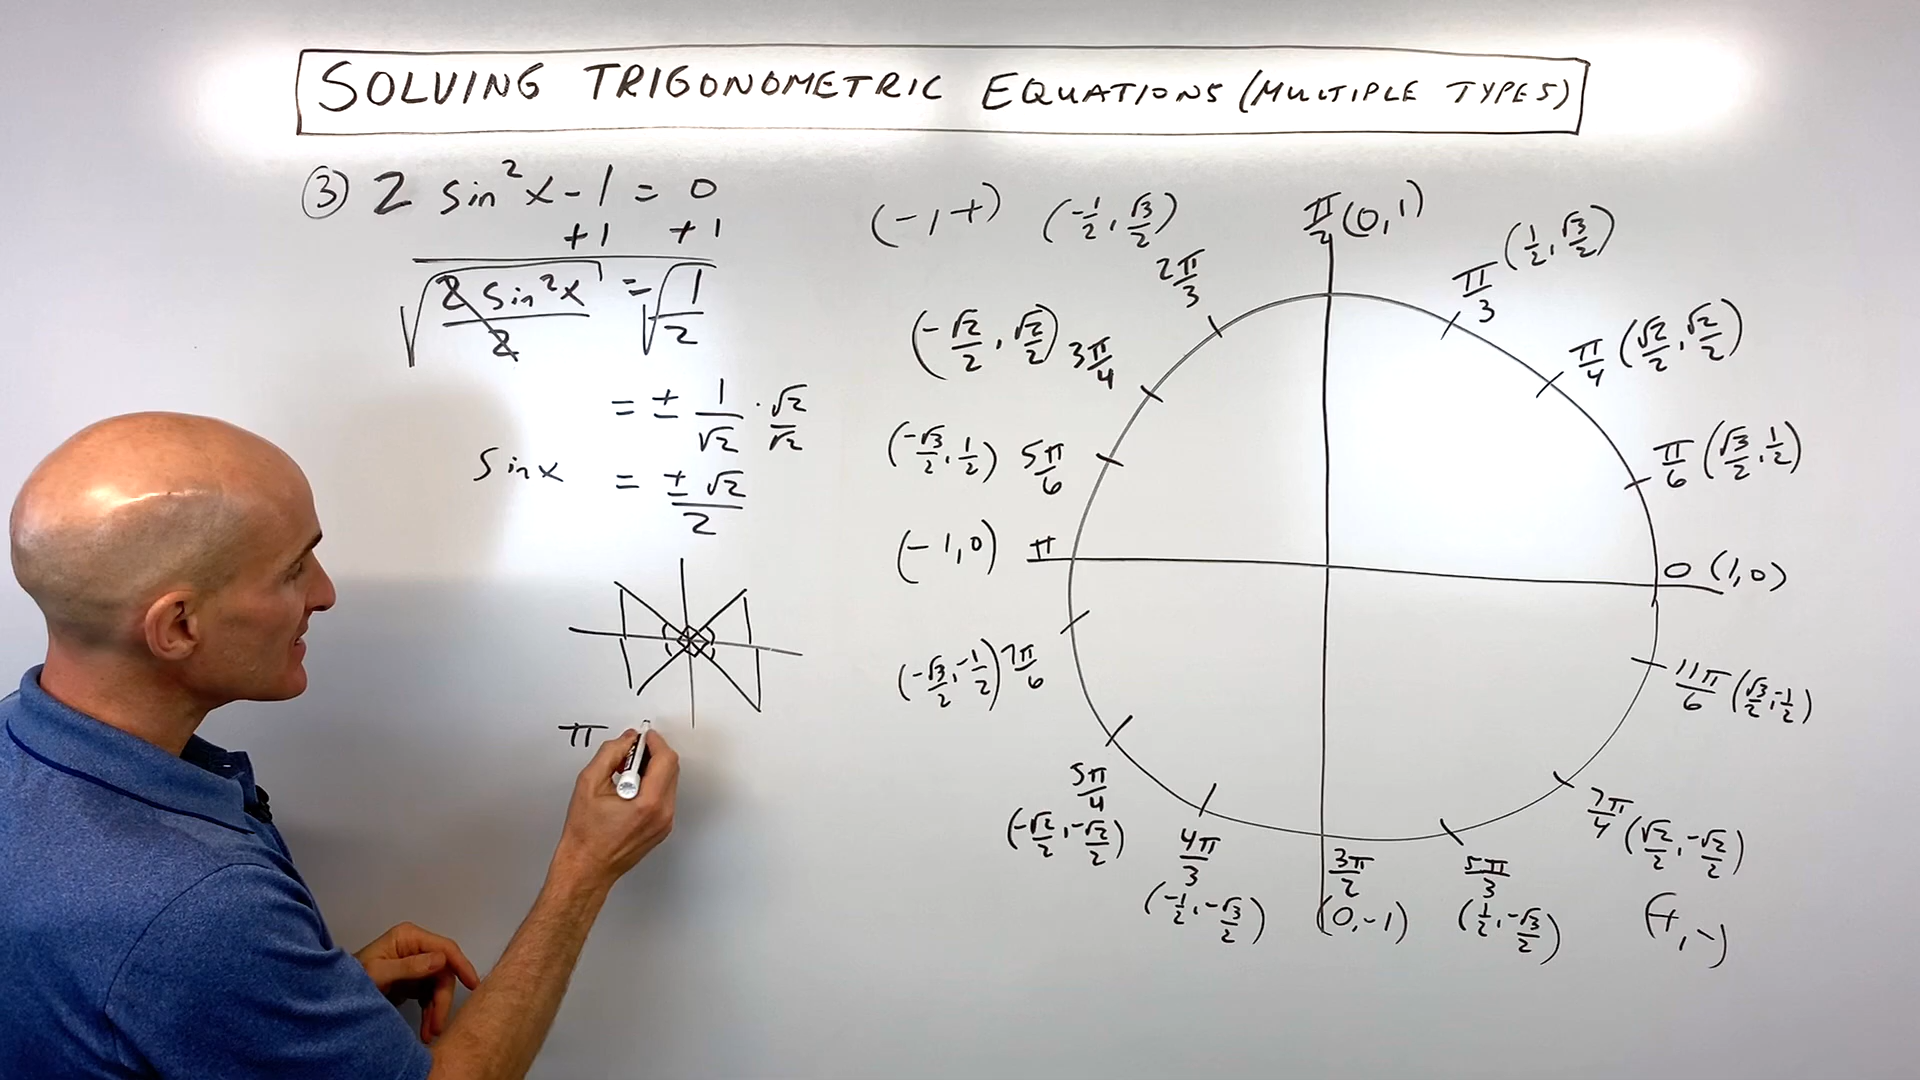 SOLVING TRIGONOMETRIC EQUATIONS (MULTIPLE TYPES)
③ 2 sin²x - 1 = 0
+1 +1
√(2 sin²x / 2) = √(1/2)
= ± 1/√2 · √2/√2
sin x = ±√2/2
π
(-, +)
(-1/2, √3/2) 2π/3
π/2 (0, 1)
π/3 (1/2, √3/2)
(-√2/2, √2/2) 3π/4
π/4 (√2/2, √2/2)
(-√3/2, 1/2) 5π/6
π/6 (√3/2, 1/2)
(-1, 0) π
0 (1, 0)
(-√3/2, -1/2) 7π/6
11π/6 (√3/2, -1/2)
5π/4
(-√2/2, -√2/2)
4π/3
(-1/2, -√3/2)
3π/2
(0, -1)
5π/3
(1/2, -√3/2)
7π/4 (√2/2, -√2/2)
(+, -)